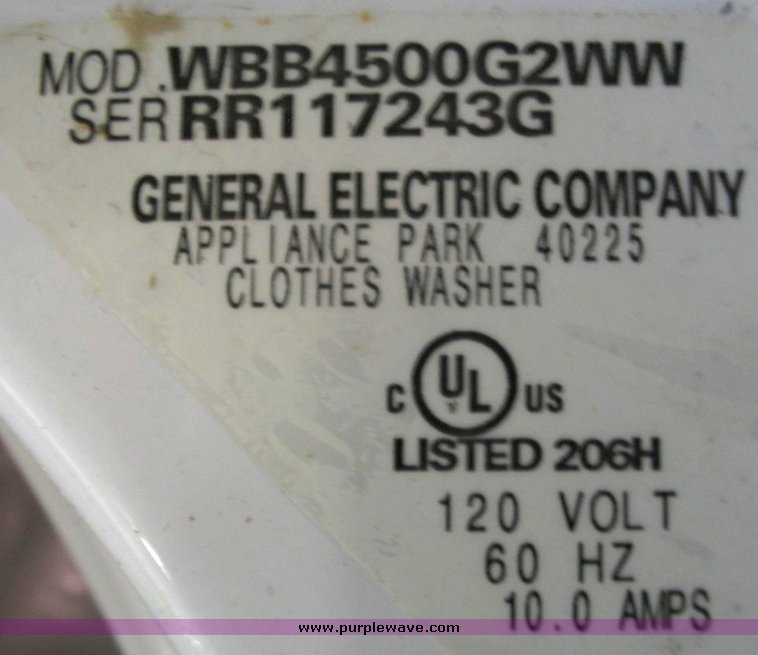 MOD.WBB4500G2WW
SER RR117243G
GENERAL ELECTRIC COMPANY
APPLIANCE PARK 40225
CLOTHES WASHER
C UL US
LISTED 206H
120 VOLT
60 HZ
10.0 AMPS
www.purplewave.com